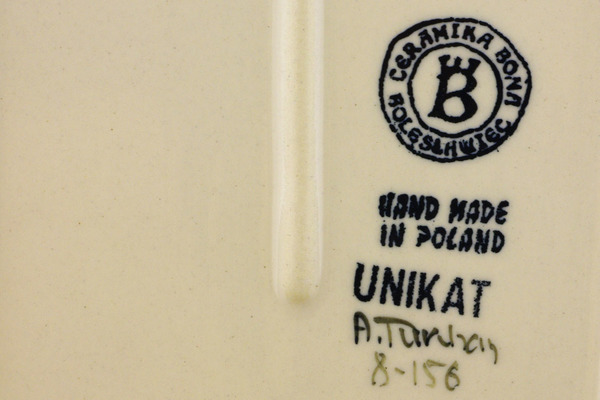 CERAMIKA BONA
BOLESŁAWIEC
B
HAND MADE
IN POLAND
UNIKAT
8-156